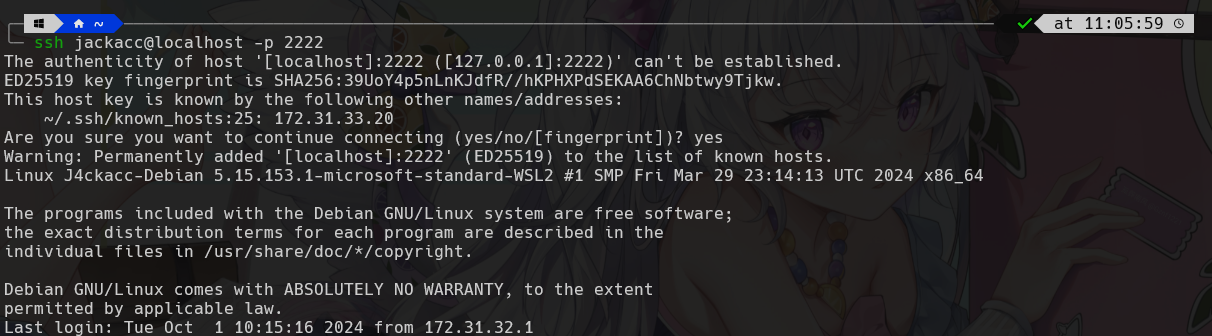 ~ at 11:05:59
ssh jackacc@localhost -p 2222
The authenticity of host '[localhost]:2222 ([127.0.0.1]:2222)' can't be established.
ED25519 key fingerprint is SHA256:39UoY4p5nLnKJdfR//hKPHXPdSEKAA6ChNbtwy9Tjkw.
This host key is known by the following other names/addresses:
    ~/.ssh/known_hosts:25: 172.31.33.20
Are you sure you want to continue connecting (yes/no/[fingerprint])? yes
Warning: Permanently added '[localhost]:2222' (ED25519) to the list of known hosts.
Linux J4ckacc-Debian 5.15.153.1-microsoft-standard-WSL2 #1 SMP Fri Mar 29 23:14:13 UTC 2024 x86_64

The programs included with the Debian GNU/Linux system are free software;
the exact distribution terms for each program are described in the
individual files in /usr/share/doc/*/copyright.

Debian GNU/Linux comes with ABSOLUTELY NO WARRANTY, to the extent
permitted by applicable law.
Last login: Tue Oct  1 10:15:16 2024 from 172.31.32.1